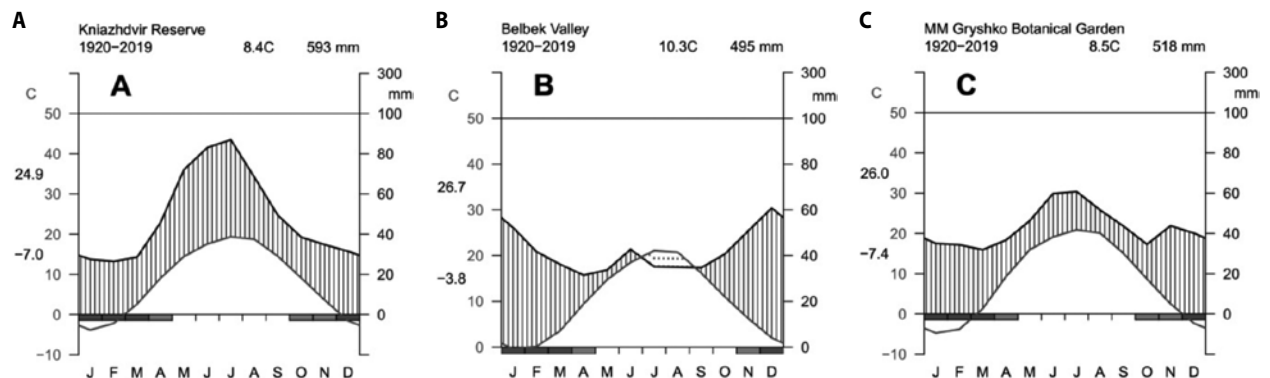 A
Kniazhdvir Reserve
1920−2019 8.4C 593 mm
A
C
300
mm
50 100
40 80
30 60
20 40
10 20
0 0
−10
24.9
−7.0
J F M A M J J A S O N D
B
Belbek Valley
1920−2019 10.3C 495 mm
B
C
300
mm
50 100
40 80
30 60
20 40
10 20
0 0
26.7
−3.8
J F M A M J J A S O N D
C
MM Gryshko Botanical Garden
1920−2019 8.5C 518 mm
C
C
300
mm
50 100
40 80
30 60
20 40
10 20
0 0
−10
26.0
−7.4
J F M A M J J A S O N D